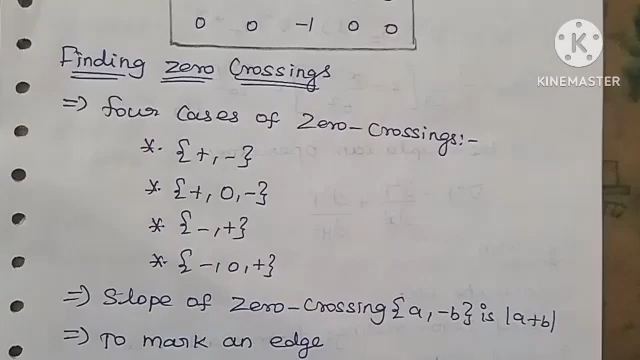 0 0 -1 0 0
Finding zero Crossings
=> four cases of Zero-crossings:-
*. {+, -}
*. {+, 0, -}
*. {-, +}
*. {-, 0, +}
=> Slope of Zero-crossing {a, -b} is |a+b|
=> To mark an edge
K
KINEMASTER